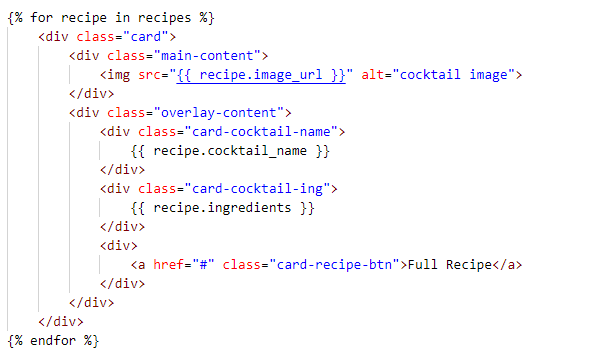 {% for recipe in recipes %}
<div class="card">
<div class="main-content">
<img src="{{ recipe.image_url }}" alt="cocktail image">
</div>
<div class="overlay-content">
<div class="card-cocktail-name">
{{ recipe.cocktail_name }}
</div>
<div class="card-cocktail-ing">
{{ recipe.ingredients }}
</div>
<div>
<a href="#" class="card-recipe-btn">Full Recipe</a>
</div>
</div>
</div>
{% endfor %}